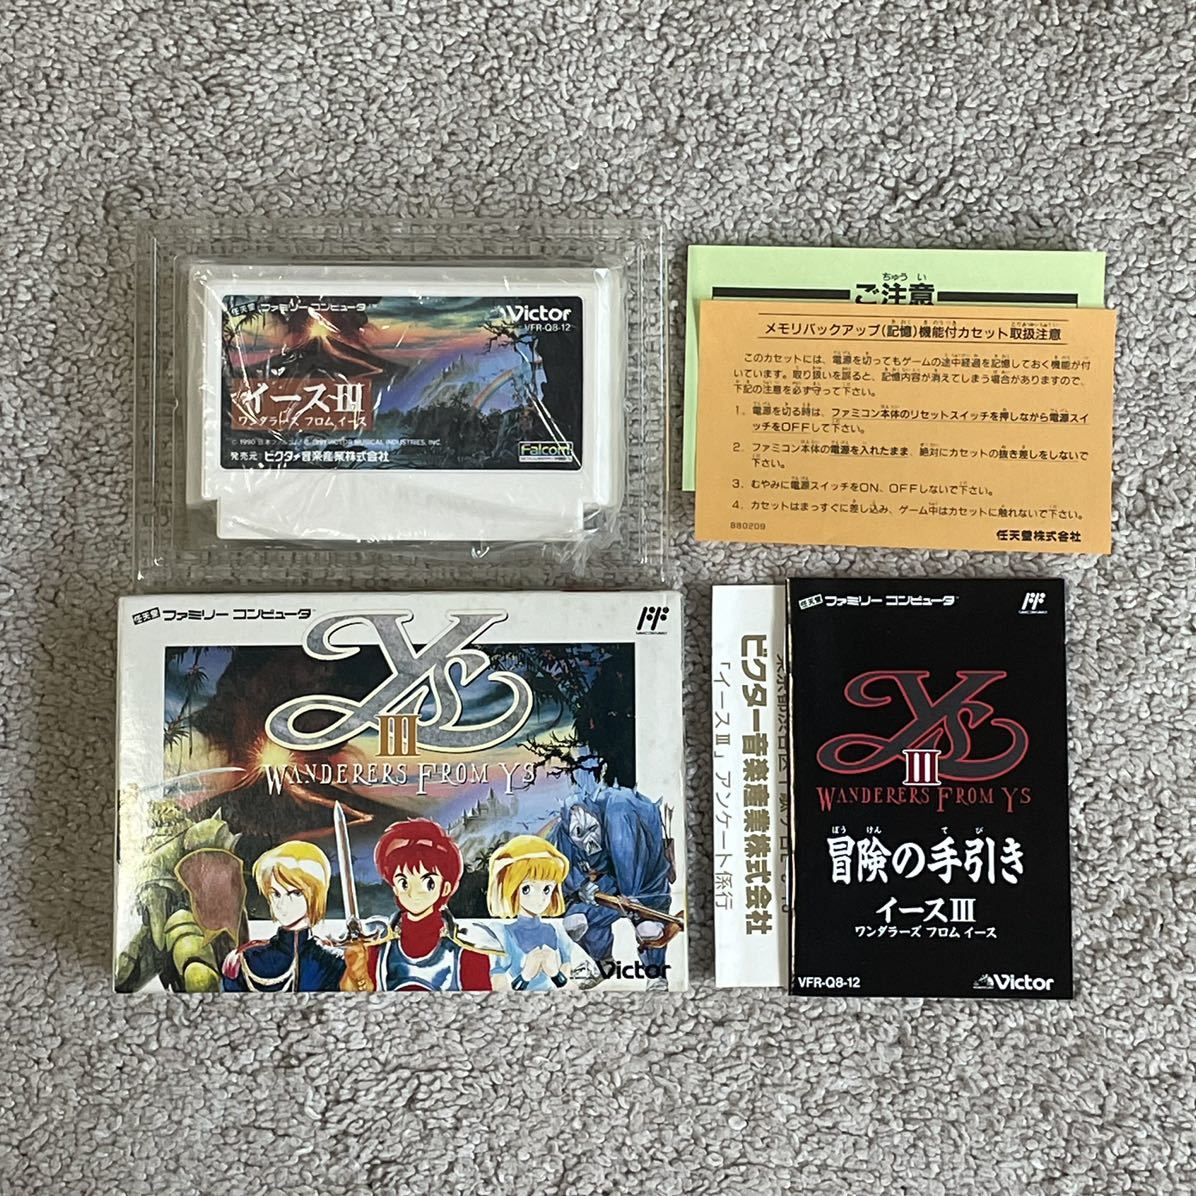 任天堂 ファミリーコンピュータ
Victor
VFR-Q8-12
イースIII
ワンダラーズ フロム イース
発売元：ビクター音楽産業株式会社
Falcom
ちゅう い
ご注意
メモリバックアップ(記憶)機能付カセット取扱注意
このカセットには、電源を切ってもゲームの途中経過を記憶しておく機能が付
いています。取り扱いを誤ると、記憶内容が消えてしまう場合がありますので、
下記の注意を必ず守って下さい。
1．電源を切る時は、ファミコン本体のリセットスイッチを押しながら電源スイ
ッチをOFFして下さい。
2．ファミコン本体の電源を入れたまま、絶対にカセットの抜き差しをしないで
下さい。
3．むやみに電源スイッチをON、OFFしないで下さい。
4．カセットはまっすぐに差し込み、ゲーム中はカセットに触れないで下さい。
880209
任天堂株式会社
任天堂 ファミリー コンピュータ™
YS
III
WANDERERS FROM YS
Victor
ビクター音楽産業株式会社
「イースIII」アンケート係行
任天堂 ファミリー コンピュータ™
YS
III
WANDERERS FROM YS
ぼう けん て び
冒険の手引き
イースIII
ワンダラーズ フロム イース
VFR-Q8-12
Victor